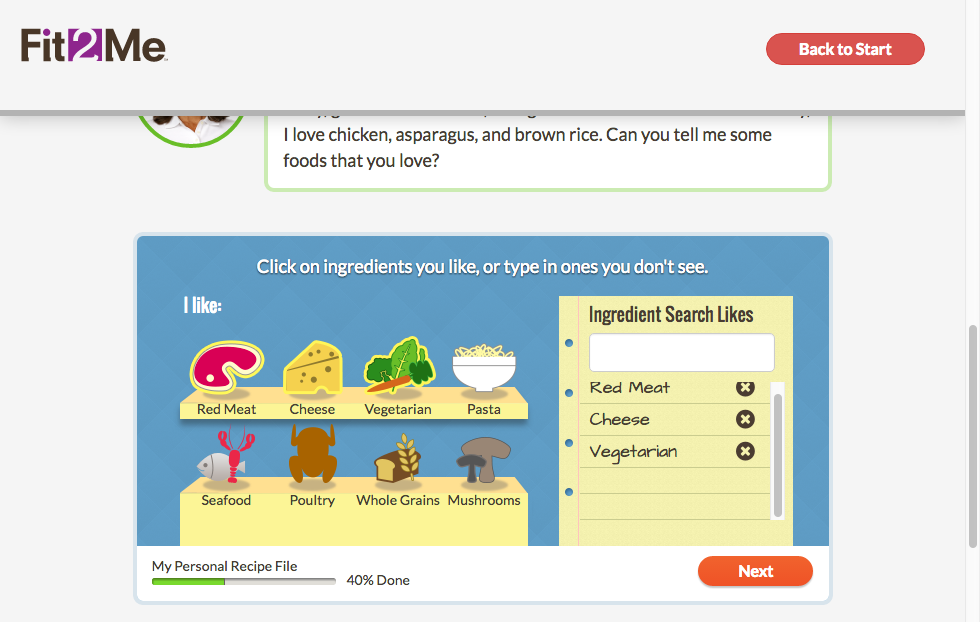 Fit2Me
Back to Start
I love chicken, asparagus, and brown rice. Can you tell me some
foods that you love?
Click on ingredients you like, or type in ones you don't see.
I like:
Red Meat
Cheese
Vegetarian
Pasta
Seafood
Poultry
Whole Grains
Mushrooms
Ingredient Search Likes
Red Meat
Cheese
Vegetarian
My Personal Recipe File
40% Done
Next